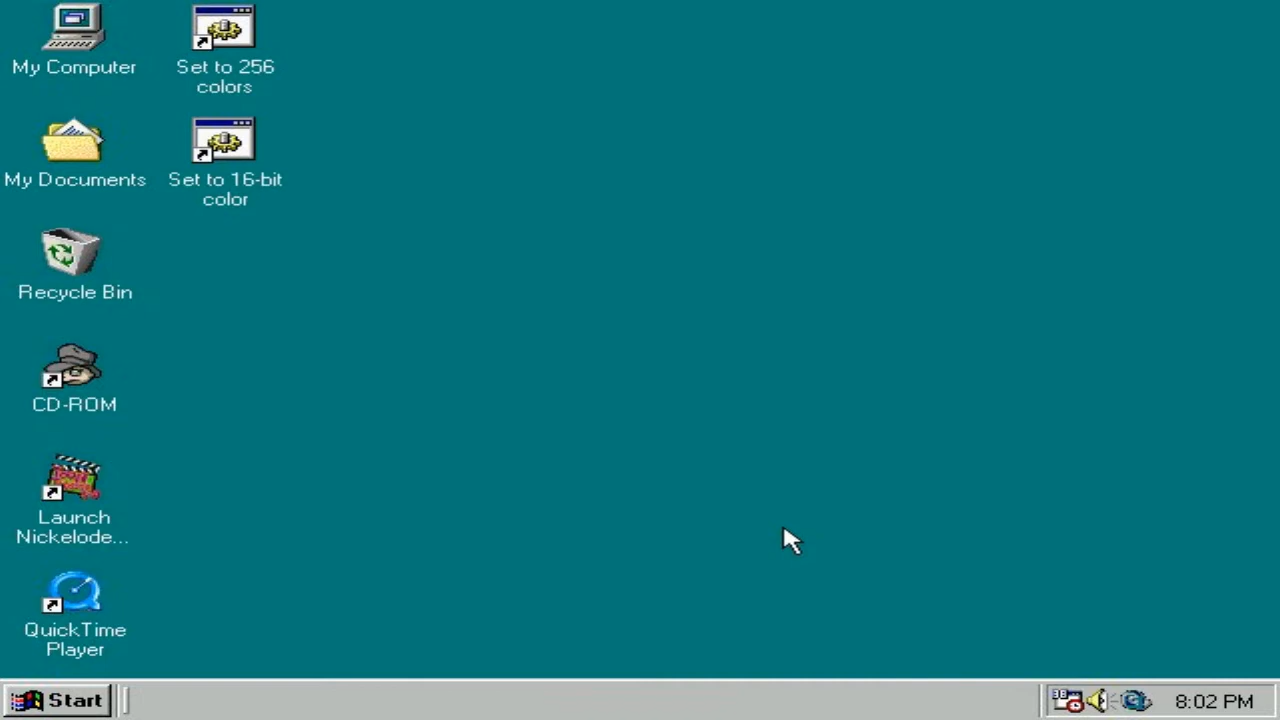 My Computer
Set to 256
colors
My Documents
Set to 16-bit
color
Recycle Bin
CD-ROM
Launch
Nickelode...
QuickTime
Player
Start
8:02 PM